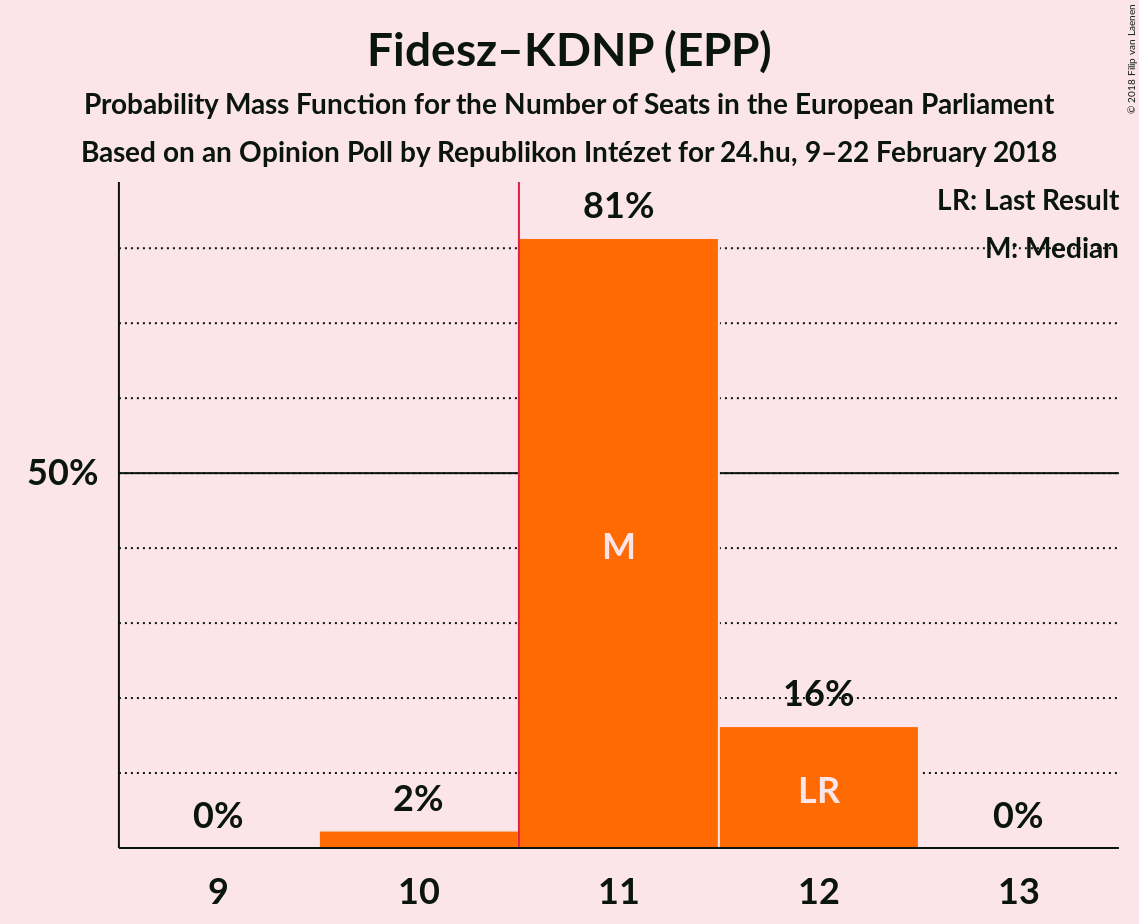 Fidesz–KDNP (EPP)
Probability Mass Function for the Number of Seats in the European Parliament
Based on an Opinion Poll by Republikon Intézet for 24.hu, 9–22 February 2018
© 2018 Filip van Laenen
LR: Last Result
M: Median
81%
50%
M
16%
LR
2%
0%
0%
9
10
11
12
13